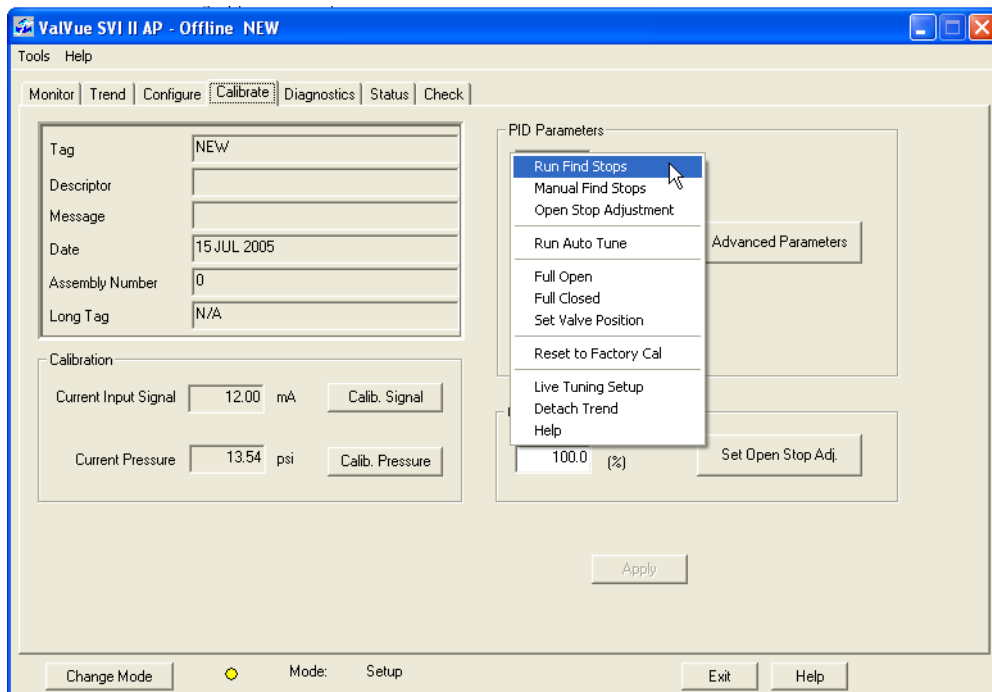 ValVue SVI II AP - Offline NEW
Tools Help
Monitor Trend Configure Calibrate Diagnostics Status Check
Tag NEW
Descriptor
Message
Date 15 JUL 2005
Assembly Number 0
Long Tag N/A
Calibration
Current Input Signal 12.00 mA Calib. Signal
Current Pressure 13.54 psi Calib. Pressure
PID Parameters
Run Find Stops
Manual Find Stops
Open Stop Adjustment
Run Auto Tune
Full Open
Full Closed
Set Valve Position
Reset to Factory Cal
Live Tuning Setup
Detach Trend
Help
Advanced Parameters
100.0 (%) Set Open Stop Adj.
Apply
Change Mode Mode: Setup Exit Help